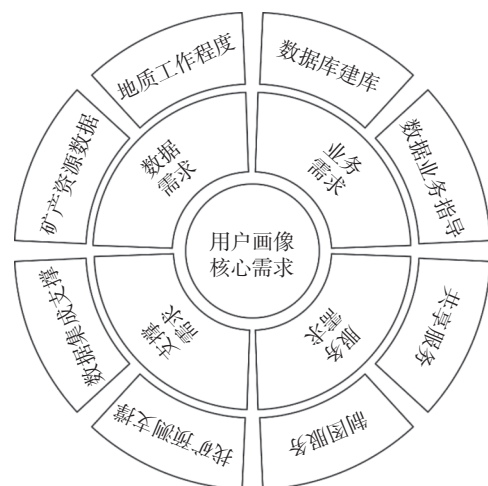 用户画像
核心需求
数据
需求
业务
需求
服务
需求
支撑
需求
矿产资源数据
地质工作程度
数据库建库
数据业务指导
共享服务
制图服务
找矿预测支撑
数据集成支撑